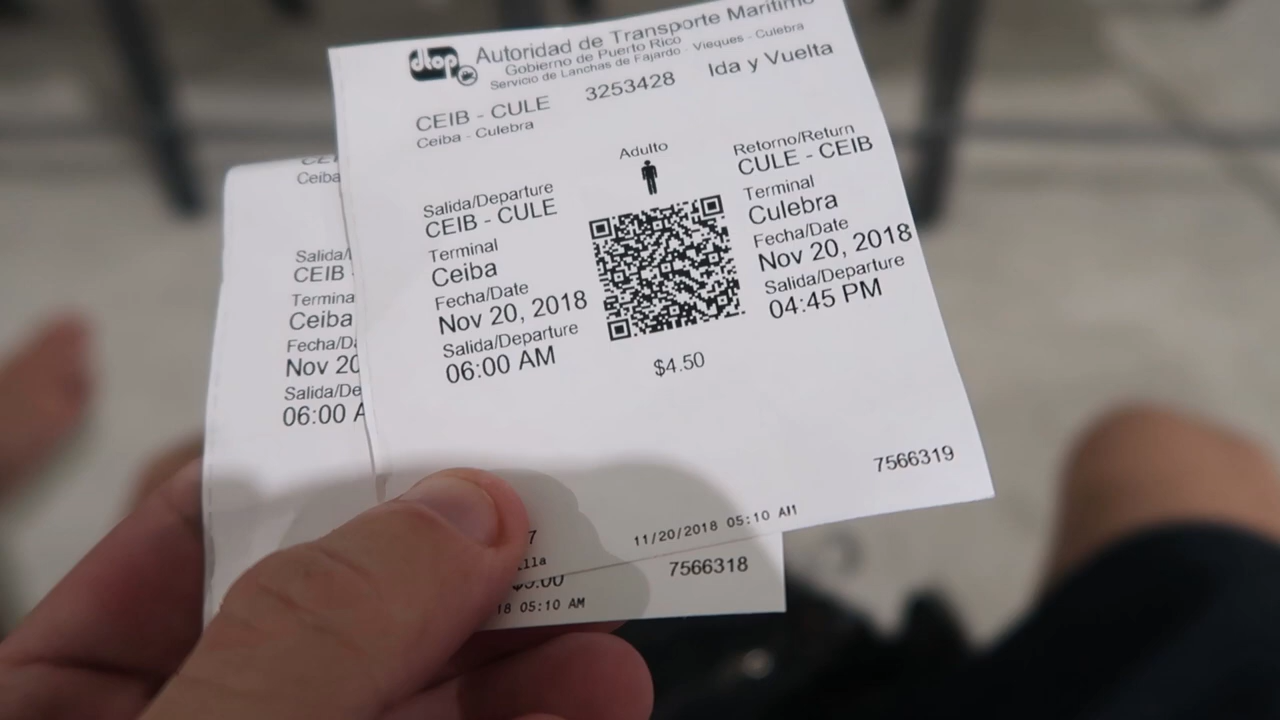 dtop
Autoridad de Transporte Marítimo
Gobierno de Puerto Rico
Servicio de Lanchas de Fajardo - Vieques - Culebra
CEIB - CULE 3253428 Ida y Vuelta
Ceiba - Culebra
Adulto
Salida/Departure
CEIB - CULE
Terminal
Ceiba
Fecha/Date
Nov 20, 2018
Salida/Departure
06:00 AM
$4.50
Retorno/Return
CULE - CEIB
Terminal
Culebra
Fecha/Date
Nov 20, 2018
Salida/Departure
04:45 PM
7566319
7
11/20/2018 05:10 AM
Ceiba
Salida/
CEIB
Termina
Ceiba
Fecha/Da
Nov 20
Salida/De
06:00 A
lla
7566318
18 05:10 AM